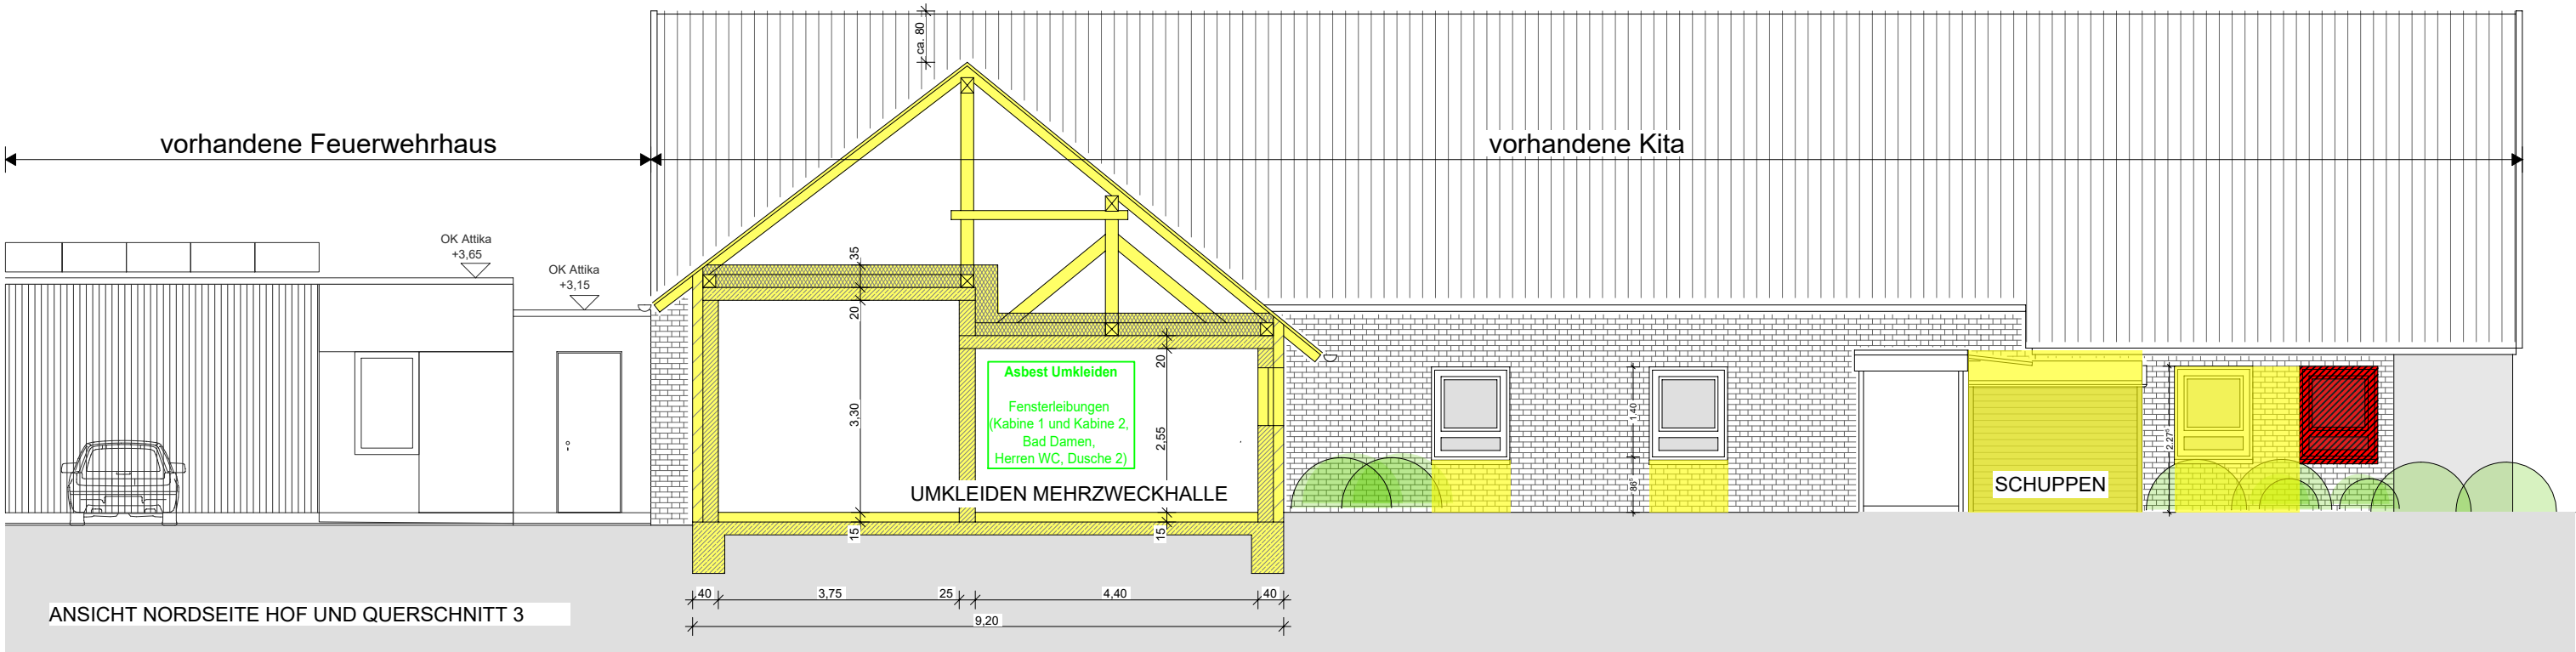 ca. 80
vorhandene Feuerwehrhaus
vorhandene Kita
OK Attika
+3,65
OK Attika
+3,15
35
20
3,30
15
Asbest Umkleiden
Fensterleibungen
(Kabine 1 und Kabine 2,
Bad Damen,
Herren WC, Dusche 2)
20
2,55
15
UMKLEIDEN MEHRZWECKHALLE
1,40
86⁵
SCHUPPEN
2,27⁵
40
3,75
25
4,40
40
9,20
ANSICHT NORDSEITE HOF UND QUERSCHNITT 3